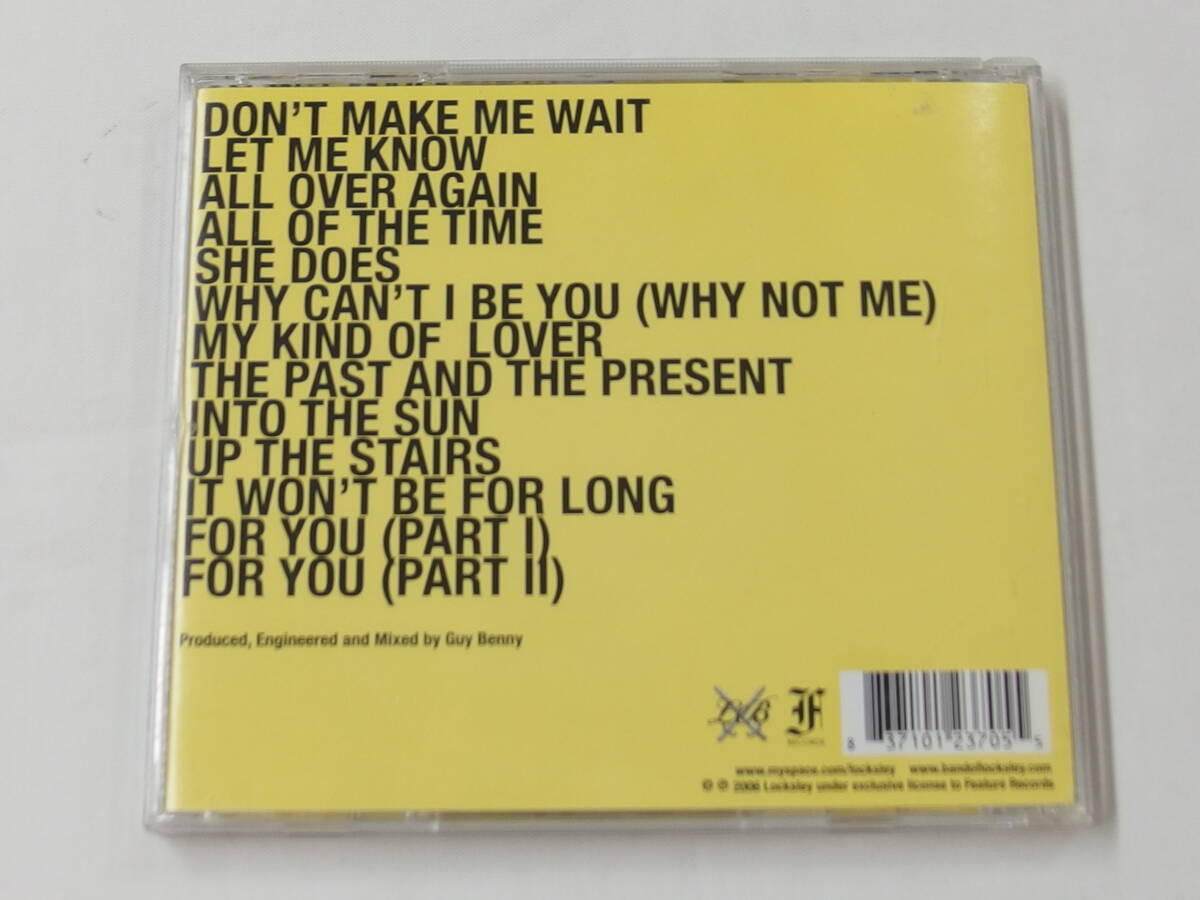 DON'T MAKE ME WAIT
LET ME KNOW
ALL OVER AGAIN
ALL OF THE TIME
SHE DOES
WHY CAN'T I BE YOU (WHY NOT ME)
MY KIND OF LOVER
THE PAST AND THE PRESENT
INTO THE SUN
UP THE STAIRS
IT WON'T BE FOR LONG
FOR YOU (PART I)
FOR YOU (PART II)
Produced, Engineered and Mixed by Guy Benny
F
RECORDS
8 37101 23705 5
www.myspace.com/locksley www.bandoflocksley.com
© ℗ 2006 Locksley under exclusive license to Feature Records